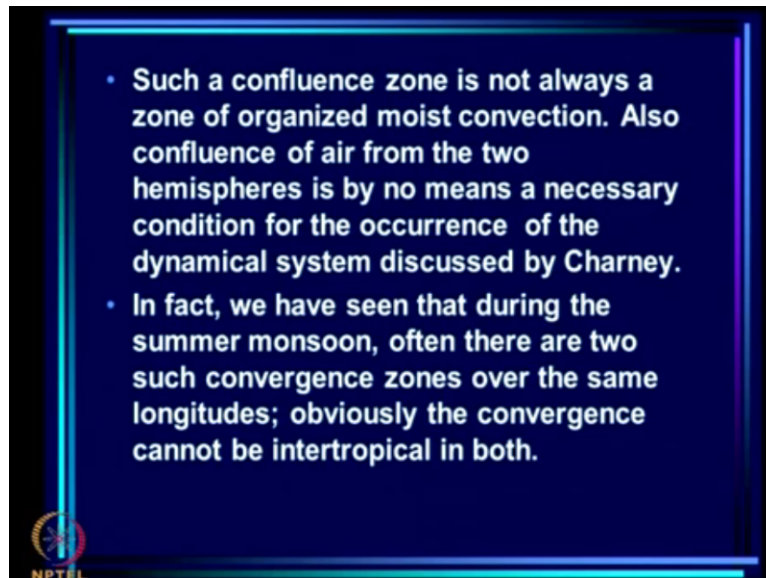 • Such a confluence zone is not always a
zone of organized moist convection. Also
confluence of air from the two
hemispheres is by no means a necessary
condition for the occurrence of the
dynamical system discussed by Charney.
• In fact, we have seen that during the
summer monsoon, often there are two
such convergence zones over the same
longitudes; obviously the convergence
cannot be intertropical in both.
NPTEL